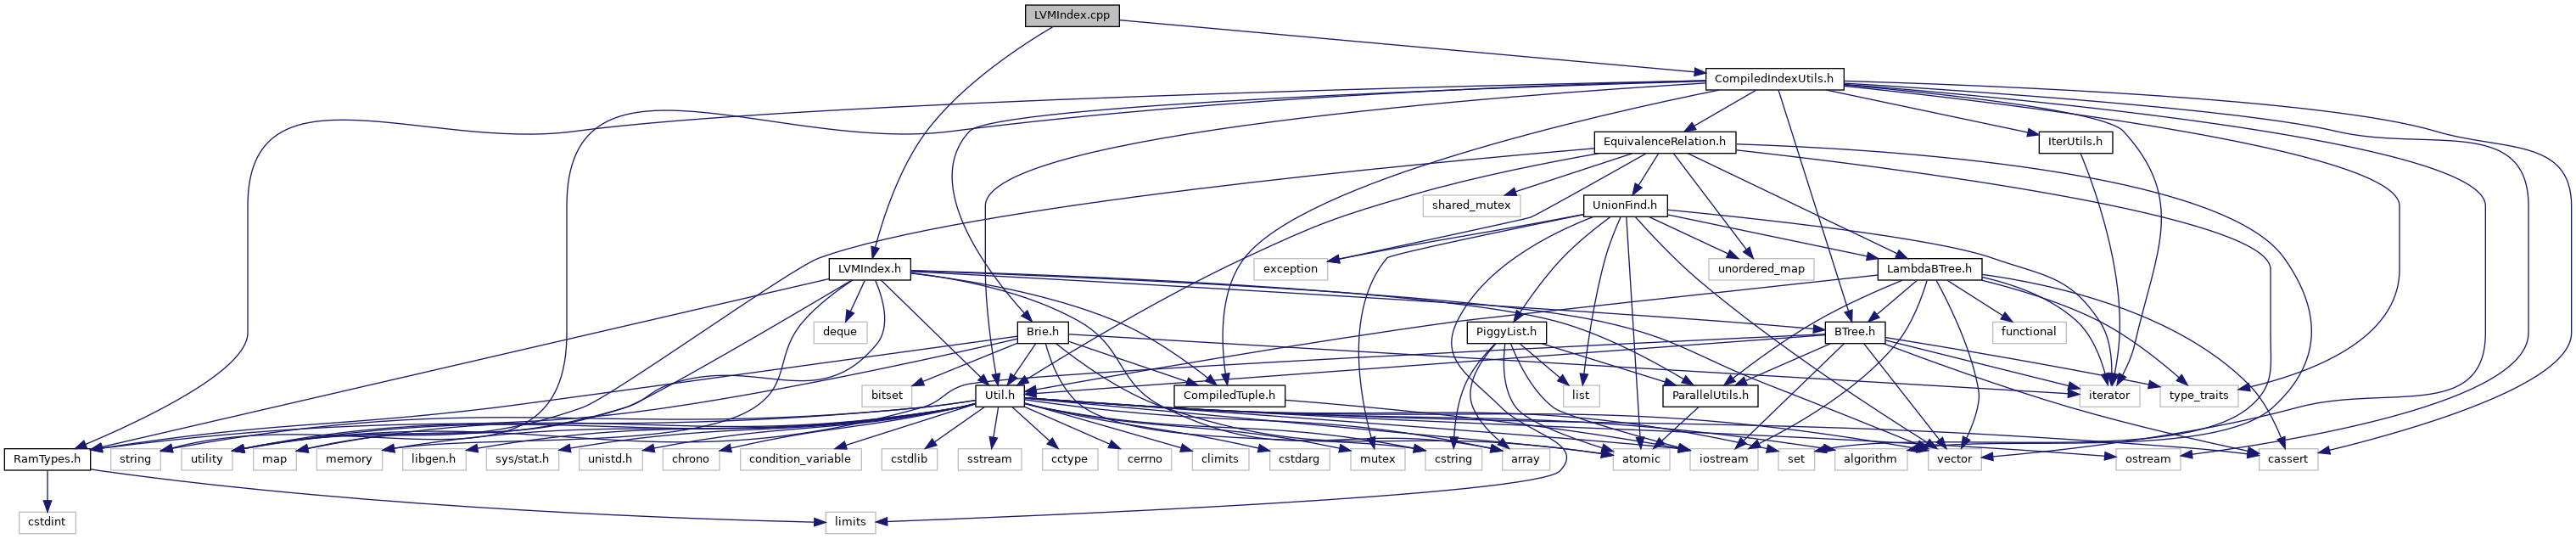 LVMIndex.cpp
CompiledIndexUtils.h
EquivalenceRelation.h
IterUtils.h
shared_mutex
UnionFind.h
LVMIndex.h
exception
unordered_map
LambdaBTree.h
deque
Brie.h
PiggyList.h
BTree.h
functional
bitset
Util.h
CompiledTuple.h
list
ParallelUtils.h
iterator
type_traits
RamTypes.h
string
utility
map
memory
libgen.h
sys/stat.h
unistd.h
chrono
condition_variable
cstdlib
sstream
cctype
cerrno
climits
cstdarg
mutex
cstring
array
atomic
iostream
set
algorithm
vector
ostream
cassert
cstdint
limits